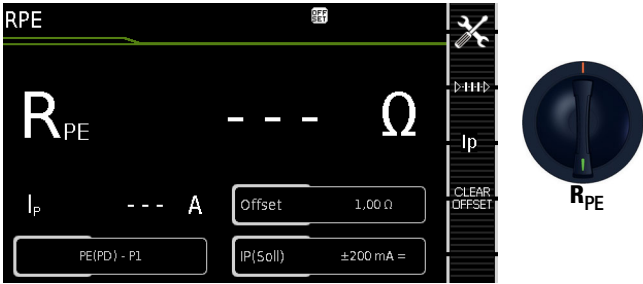 RPE
OFF
SET
RPE --- Ω
Ip
CLEAR
OFFSET
IP --- A
Offset 1,00 Ω
PE(PD) - P1
IP(Soll) ±200 mA =
RPE